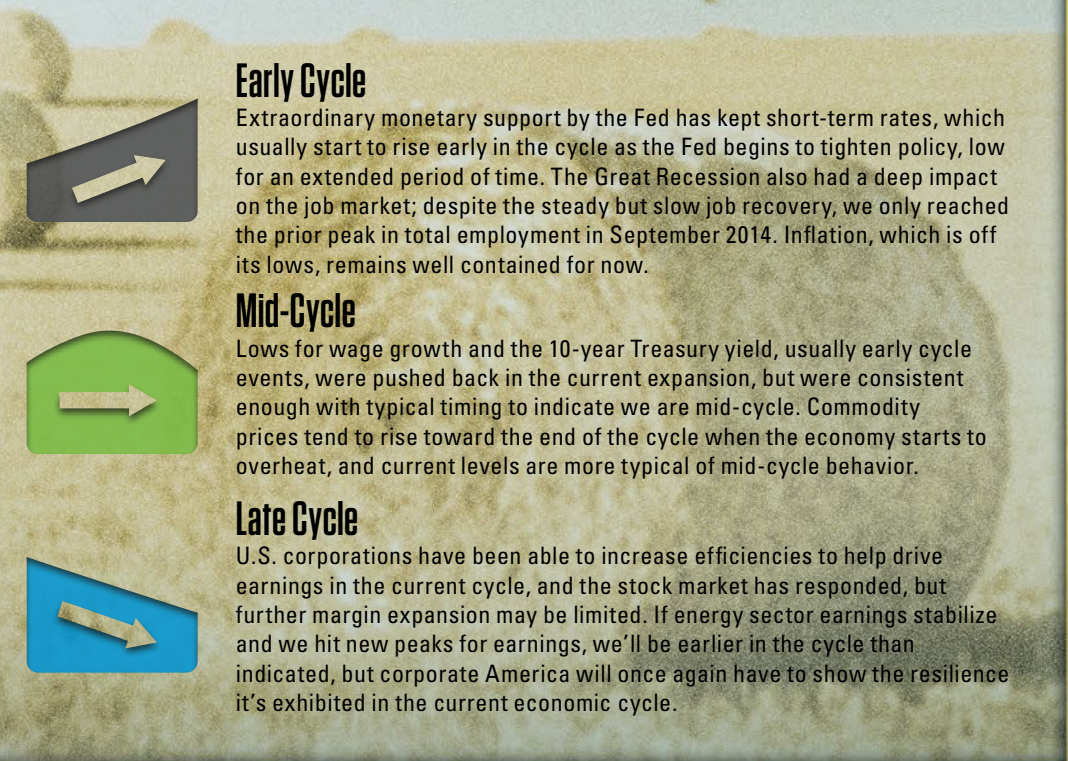 Early Cycle
Extraordinary monetary support by the Fed has kept short-term rates, which
usually start to rise early in the cycle as the Fed begins to tighten policy, low
for an extended period of time. The Great Recession also had a deep impact
on the job market; despite the steady but slow job recovery, we only reached
the prior peak in total employment in September 2014. Inflation, which is off
its lows, remains well contained for now.
Mid-Cycle
Lows for wage growth and the 10-year Treasury yield, usually early cycle
events, were pushed back in the current expansion, but were consistent
enough with typical timing to indicate we are mid-cycle. Commodity
prices tend to rise toward the end of the cycle when the economy starts to
overheat, and current levels are more typical of mid-cycle behavior.
Late Cycle
U.S. corporations have been able to increase efficiencies to help drive
earnings in the current cycle, and the stock market has responded, but
further margin expansion may be limited. If energy sector earnings stabilize
and we hit new peaks for earnings, we'll be earlier in the cycle than
indicated, but corporate America will once again have to show the resilience
it's exhibited in the current economic cycle.